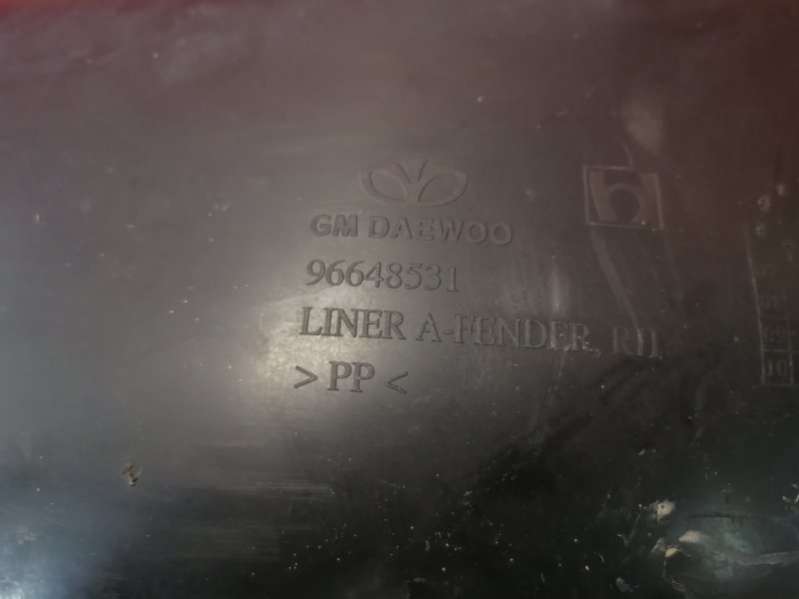 GM DAEWOO
96648531
LINER A-FENDER, RH
>PP<